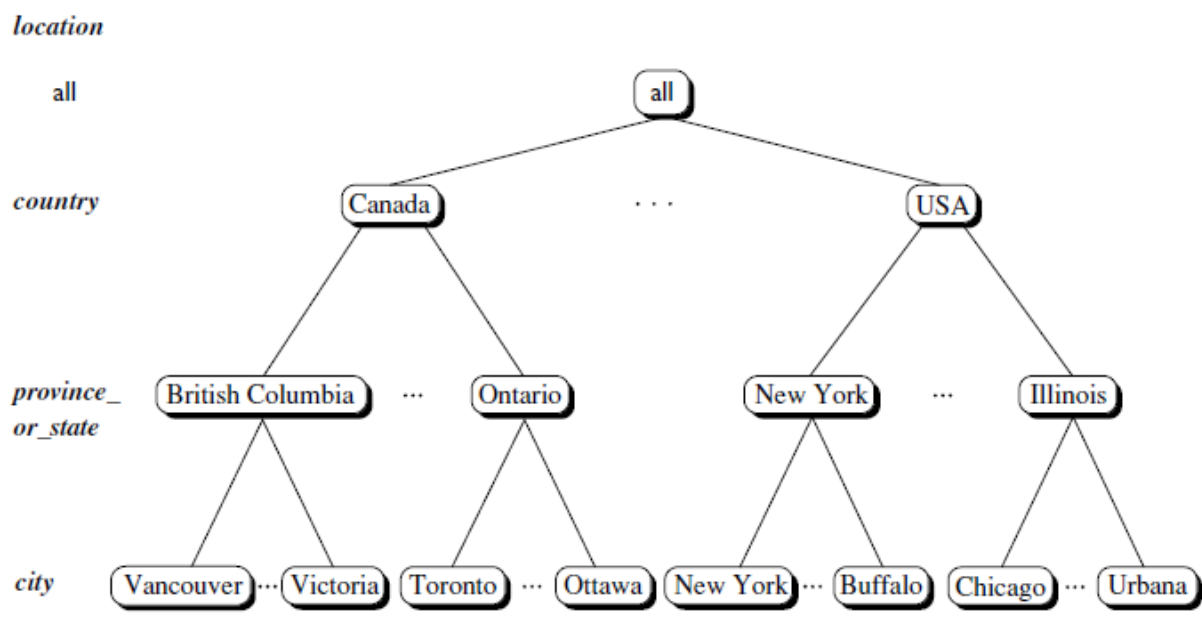 location
all all
country Canada . . . USA
province_ British Columbia ... Ontario New York ... Illinois
or_state
city Vancouver ... Victoria Toronto ... Ottawa New York ... Buffalo Chicago ... Urbana